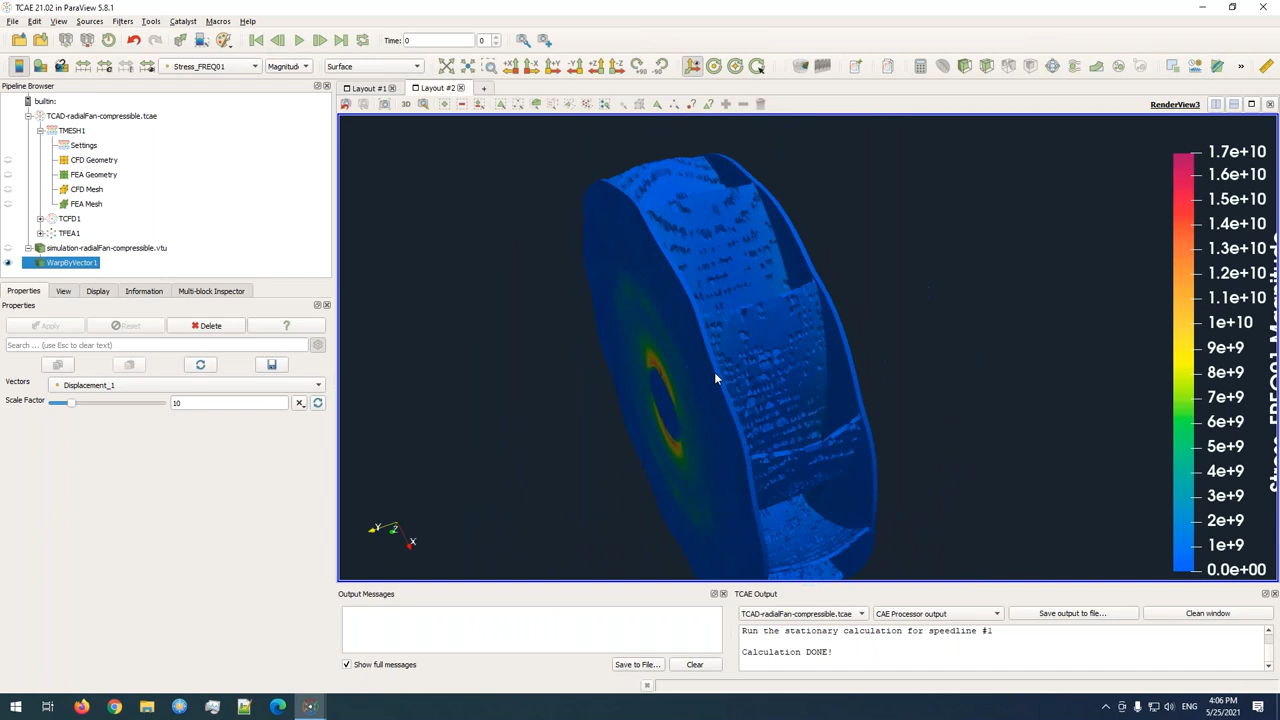 TCAE 21.02 in ParaView 5.8.1
File Edit View Sources Filters Tools Catalyst Macros Help
Time: 0 0
Stress_FREQ01 Magnitude Surface
Pipeline Browser
Layout #1 Layout #2 +
3D RenderView3
builtin:
TCAD-radialFan-compressible.tcae
TMESH1
Settings
CFD Geometry
FEA Geometry
CFD Mesh
FEA Mesh
TCFD1
TFEA1
simulation-radialFan-compressible.vtu
WarpByVector1
Properties View Display Information Multi-block Inspector
Properties
Apply Reset Delete ?
Search ... (use Esc to clear text)
Vectors Displacement_1
Scale Factor 10
1.7e+10
1.6e+10
1.5e+10
1.4e+10
1.3e+10
1.2e+10
1.1e+10
1e+10
9e+9
8e+9
7e+9
6e+9
5e+9
4e+9
3e+9
2e+9
1e+9
0.0e+00
Y Z X
Output Messages
Show full messages Save to File... Clear
TCAE Output
TCAD-radialFan-compressible.tcae CAE Processor output Save output to file... Clean window
Run the stationary calculation for speedline #1
Calculation DONE!
ENG 4:06 PM
5/25/2021